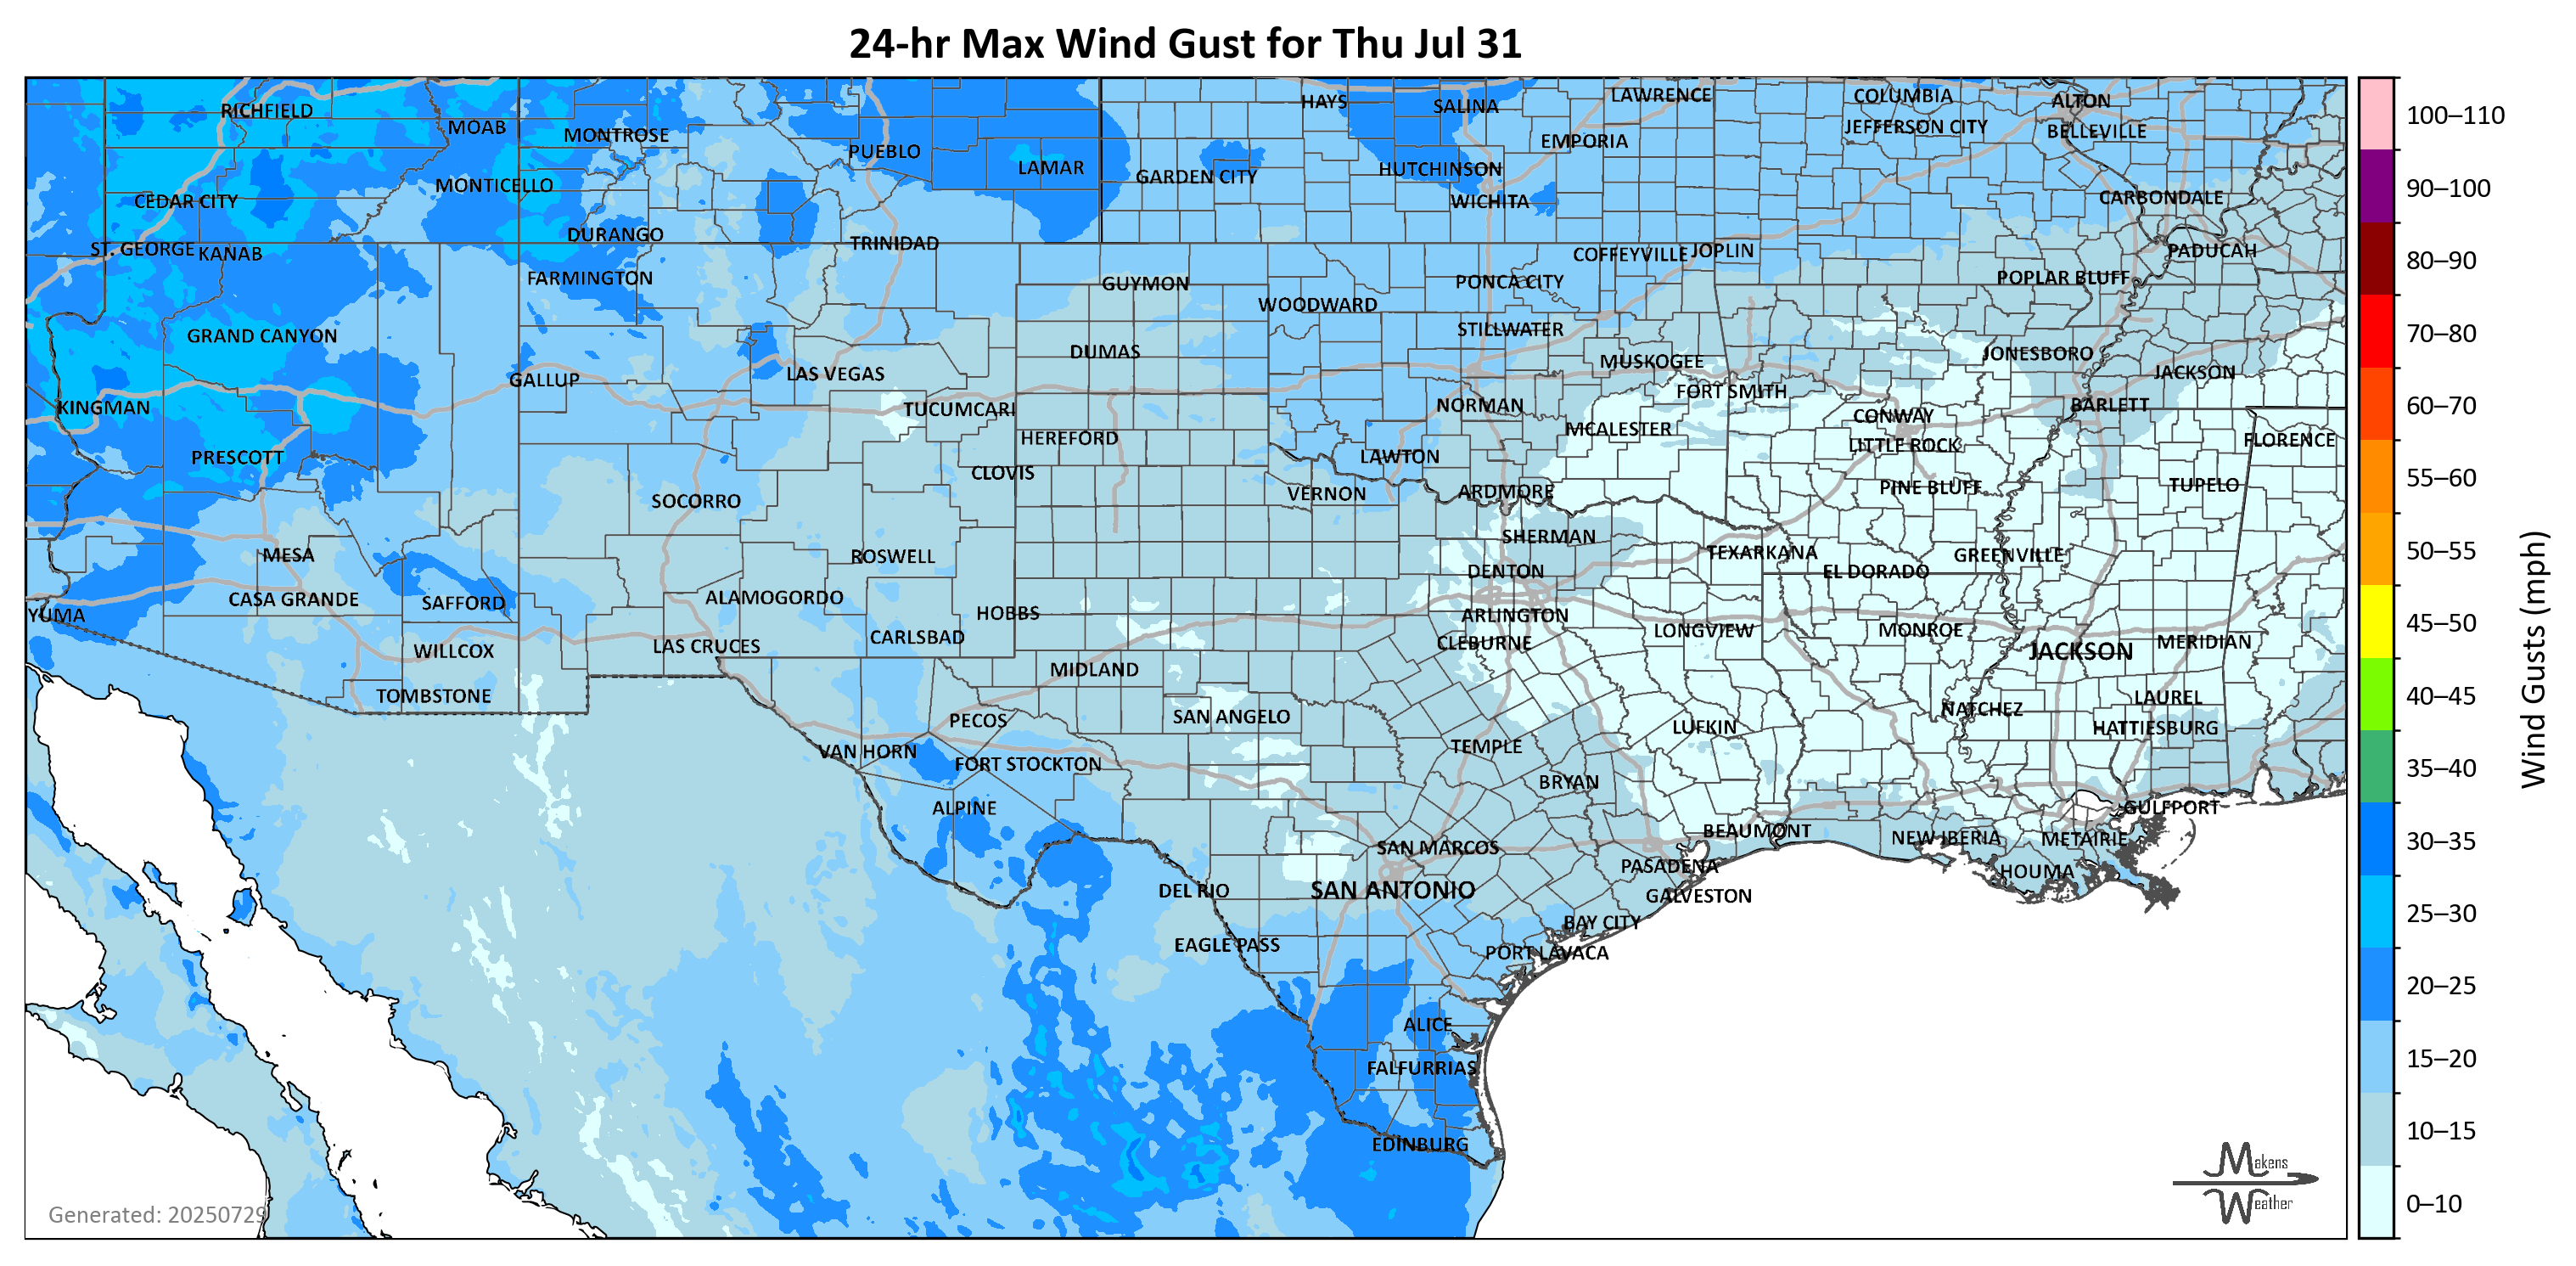 24-hr Max Wind Gust for Thu Jul 31
RICHFIELD
MOAB
MONTROSE
PUEBLO
LAMAR
HAYS
SALINA
LAWRENCE
COLUMBIA
ALTON
EMPORIA
JEFFERSON CITY
BELLEVILLE
CEDAR CITY
MONTICELLO
GARDEN CITY
HUTCHINSON
WICHITA
CARBONDALE
ST. GEORGE
KANAB
DURANGO
TRINIDAD
COFFEYVILLE
JOPLIN
PADUCAH
FARMINGTON
GUYMON
WOODWARD
PONCA CITY
POPLAR BLUFF
GRAND CANYON
STILLWATER
DUMAS
MUSKOGEE
JONESBORO
GALLUP
LAS VEGAS
FORT SMITH
JACKSON
KINGMAN
TUCUMCARI
NORMAN
CONWAY
BARLETT
PRESCOTT
HEREFORD
MCALESTER
LITTLE ROCK
FLORENCE
CLOVIS
LAWTON
SOCORRO
VERNON
ARDMORE
PINE BLUFF
TUPELO
MESA
ROSWELL
SHERMAN
TEXARKANA
GREENVILLE
DENTON
EL DORADO
CASA GRANDE
SAFFORD
ALAMOGORDO
HOBBS
ARLINGTON
YUMA
WILLCOX
LAS CRUCES
CARLSBAD
CLEBURNE
LONGVIEW
MONROE
JACKSON
MERIDIAN
TOMBSTONE
MIDLAND
PECOS
SAN ANGELO
LUFKIN
NATCHEZ
LAUREL
HATTIESBURG
VAN HORN
FORT STOCKTON
TEMPLE
BRYAN
ALPINE
BEAUMONT
NEW IBERIA
METAIRIE
GULFPORT
SAN MARCOS
PASADENA
HOUMA
DEL RIO
SAN ANTONIO
GALVESTON
EAGLE PASS
BAY CITY
PORT LAVACA
ALICE
FALFURRIAS
EDINBURG
Generated: 20250729
Makens
Weather
100–110
90–100
80–90
70–80
60–70
55–60
50–55
45–50
40–45
35–40
30–35
25–30
20–25
15–20
10–15
0–10
Wind Gusts (mph)